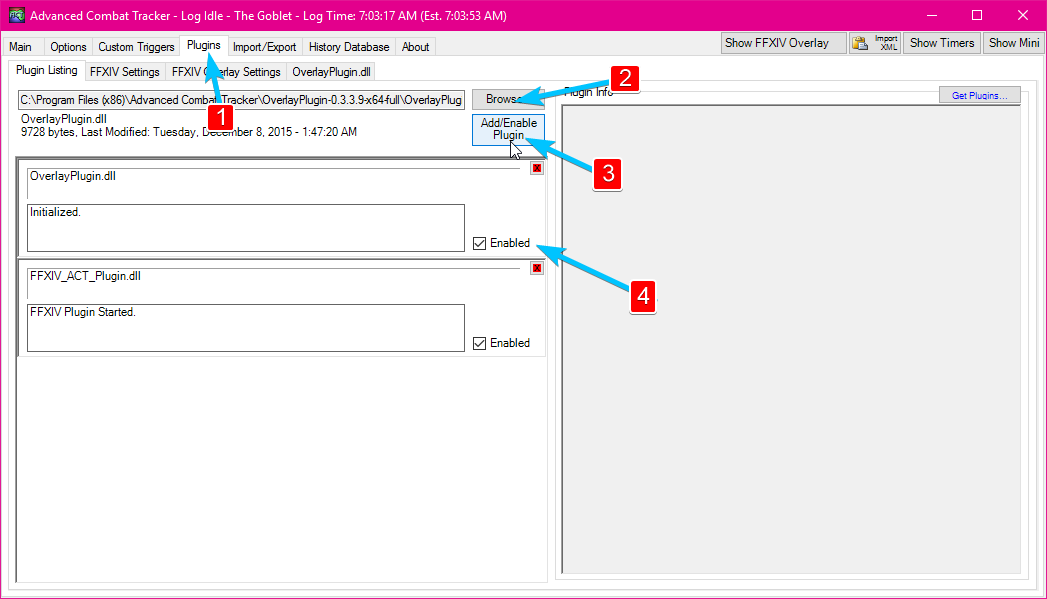 Advanced Combat Tracker - Log Idle - The Goblet - Log Time: 7:03:17 AM (Est. 7:03:53 AM)
Main Options Custom Triggers Plugins Import/Export History Database About
Show FFXIV Overlay
Import
XML
Show Timers
Show Mini
Plugin Listing FFXIV Settings FFXIV Overlay Settings OverlayPlugin.dll
C:\Program Files (x86)\Advanced Combat Tracker\OverlayPlugin-0.3.3.9-x64-full\OverlayPlug
Browse
2
Plugin Info
Get Plugins...
1
OverlayPlugin.dll
9728 bytes, Last Modified: Tuesday, December 8, 2015 - 1:47:20 AM
Add/Enable
Plugin
3
OverlayPlugin.dll
Initialized.
Enabled
4
FFXIV_ACT_Plugin.dll
FFXIV Plugin Started.
Enabled